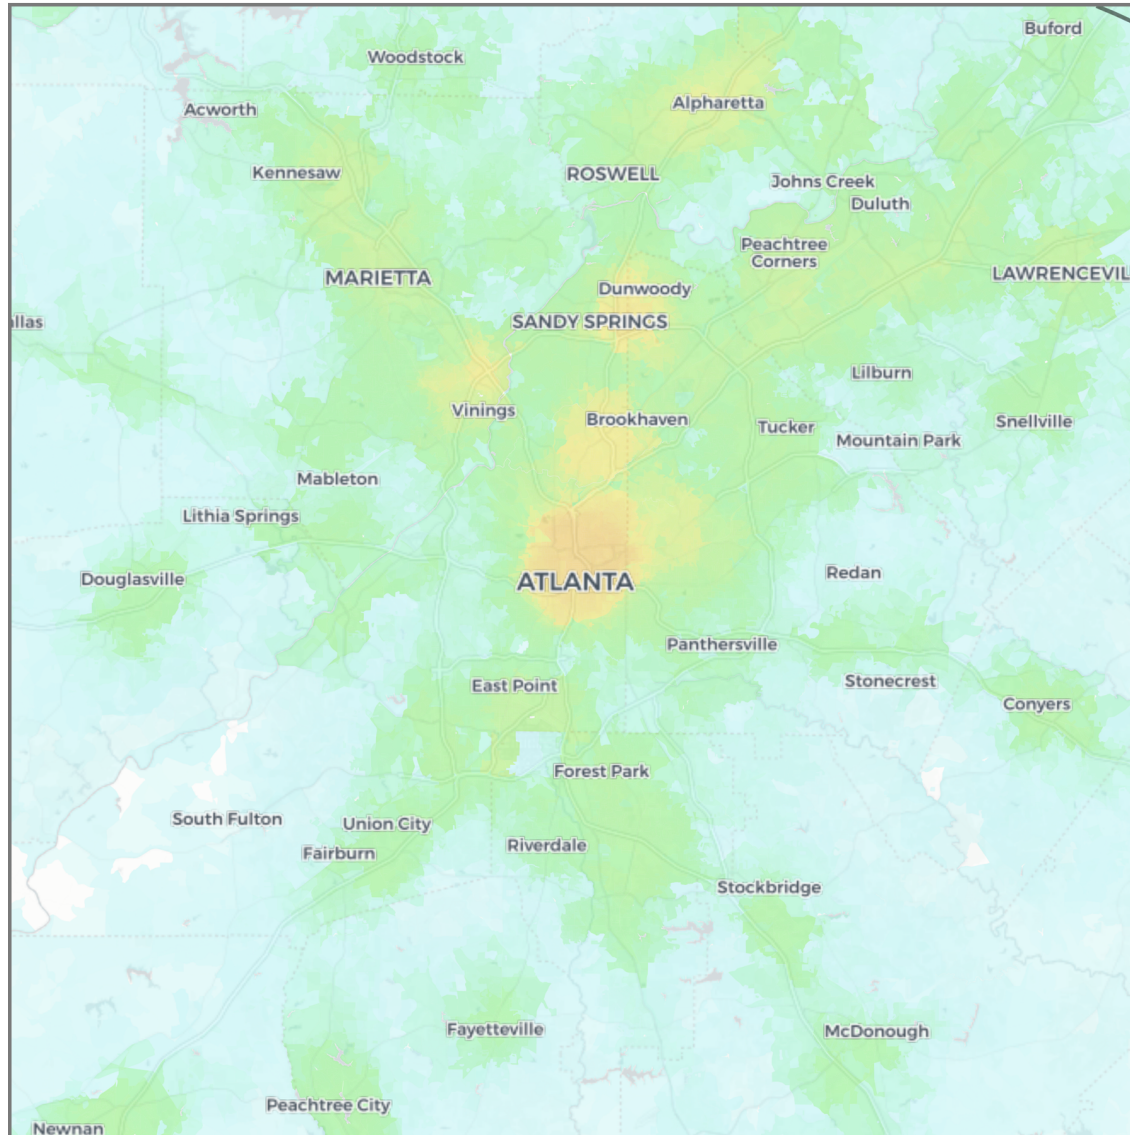 Buford
Woodstock
Alpharetta
Acworth
Kennesaw
ROSWELL
Johns Creek
Duluth
Peachtree
Corners
MARIETTA
LAWRENCEVIL
Dunwoody
SANDY SPRINGS
llas
Lilburn
Vinings
Brookhaven
Snellville
Tucker
Mountain Park
Mableton
Lithia Springs
Redan
Douglasville
ATLANTA
Panthersville
Stonecrest
East Point
Conyers
Forest Park
South Fulton
Union City
Riverdale
Fairburn
Stockbridge
Fayetteville
McDonough
Peachtree City
Newnan